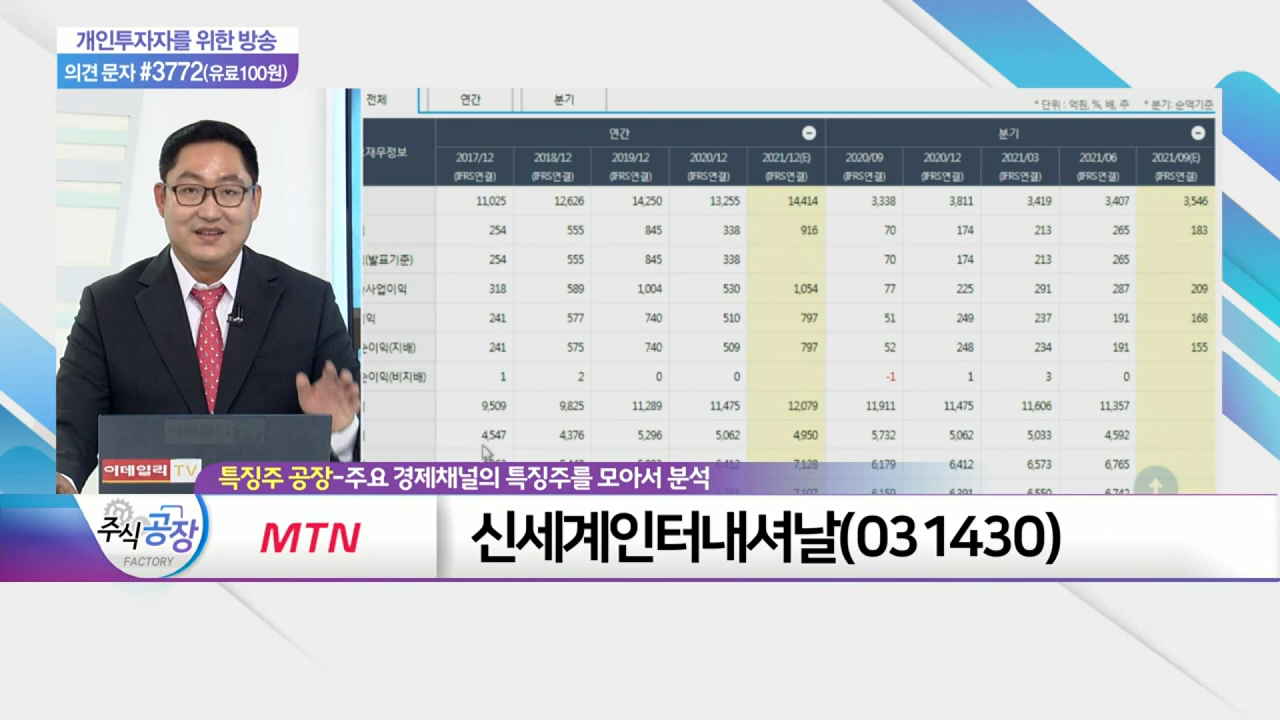 개인투자자를 위한 방송
의견 문자 #3772(유료100원)
전체 연간 분기
* 단위 : 억원, %, 배, 주 * 분기: 순액기준
재무정보 연간 분기
2017/12 2018/12 2019/12 2020/12 2021/12(E) 2020/09 2020/12 2021/03 2021/06 2021/09(E)
(IFRS연결) (IFRS연결) (IFRS연결) (IFRS연결) (IFRS연결) (IFRS연결) (IFRS연결) (IFRS연결) (IFRS연결) (IFRS연결)
11,025 12,626 14,250 13,255 14,414 3,338 3,811 3,419 3,407 3,546
254 555 845 338 916 70 174 213 265 183
(발표기준) 254 555 845 338 70 174 213 265
사업이익 318 589 1,004 530 1,054 77 225 291 287 209
익 241 577 740 510 797 51 249 237 191 168
순이익(지배) 241 575 740 509 797 52 248 234 191 155
순이익(비지배) 1 2 0 0 -1 1 3 0
9,509 9,825 11,289 11,475 12,079 11,911 11,475 11,606 11,357
4,547 4,376 5,296 5,062 4,950 5,732 5,062 5,033 4,592
6,412 7,128 6,179 6,412 6,573 6,765
7,107 6,159 6,391 6,550 6,742
이데일리 TV
특징주 공장-주요 경제채널의 특징주를 모아서 분석
주식공장
FACTORY
MTN
신세계인터내셔날(031430)